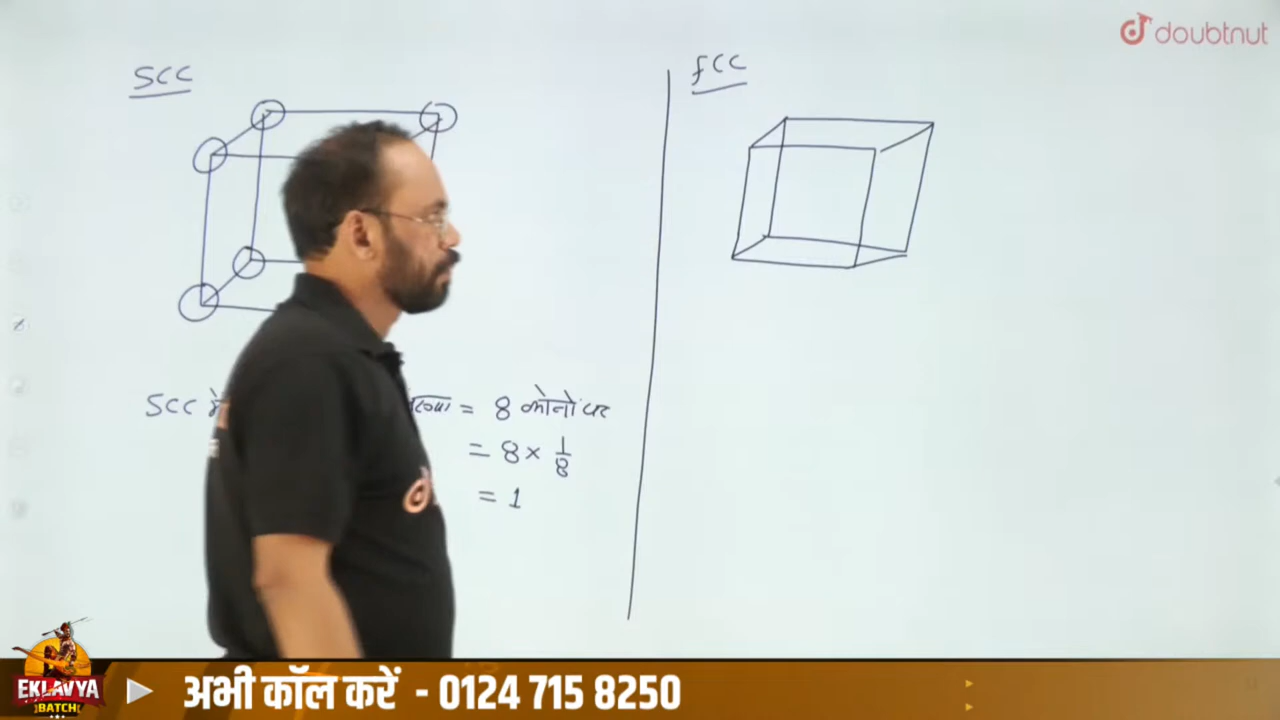 doubtnut
SCC
fCC
SCC में = 8 कोनो पर
= 8 × 1/8
= 1
EKLAVYA
BATCH
अभी कॉल करें - 0124 715 8250